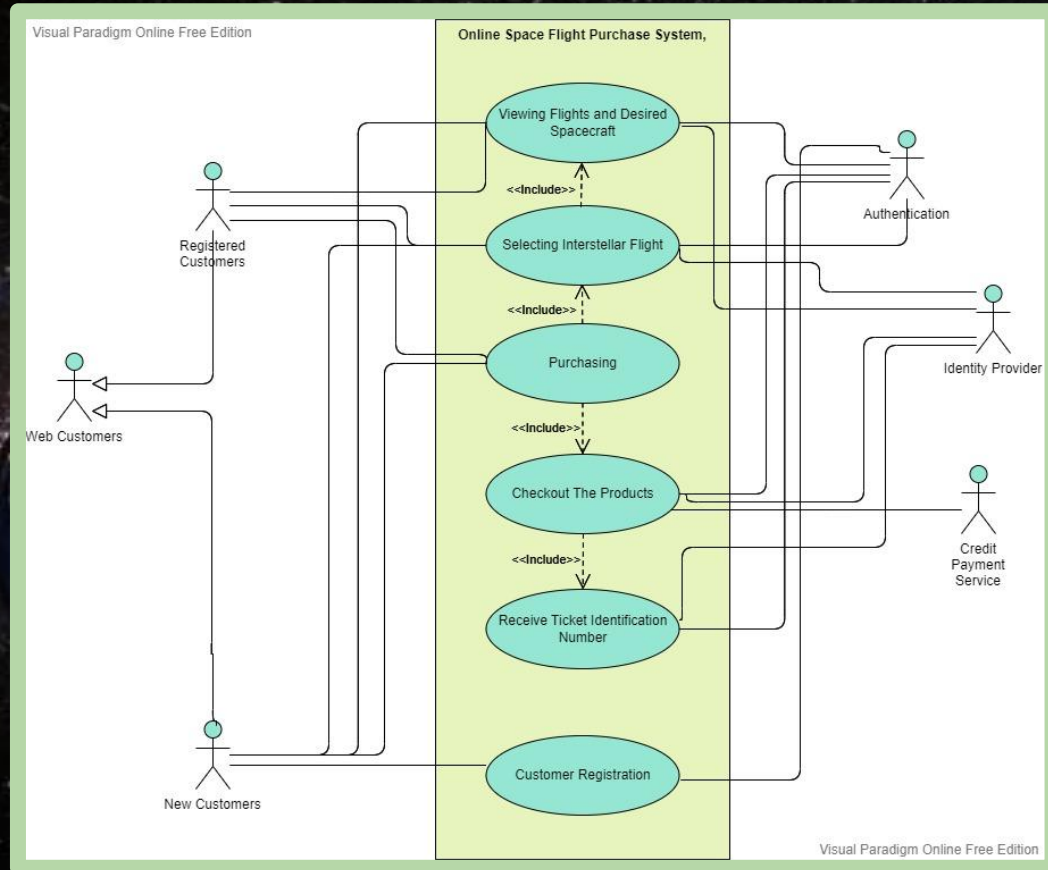 Visual Paradigm Online Free Edition
Online Space Flight Purchase System,
Viewing Flights and Desired
Spacecraft
<<Include>>
Registered
Customers
Authentication
Selecting Interstellar Flight
<<Include>>
Purchasing
Identity Provider
Web Customers
<<Include>>
Checkout The Products
Credit
Payment
Service
<<Include>>
Receive Ticket Identification
Number
Customer Registration
New Customers
Visual Paradigm Online Free Edition